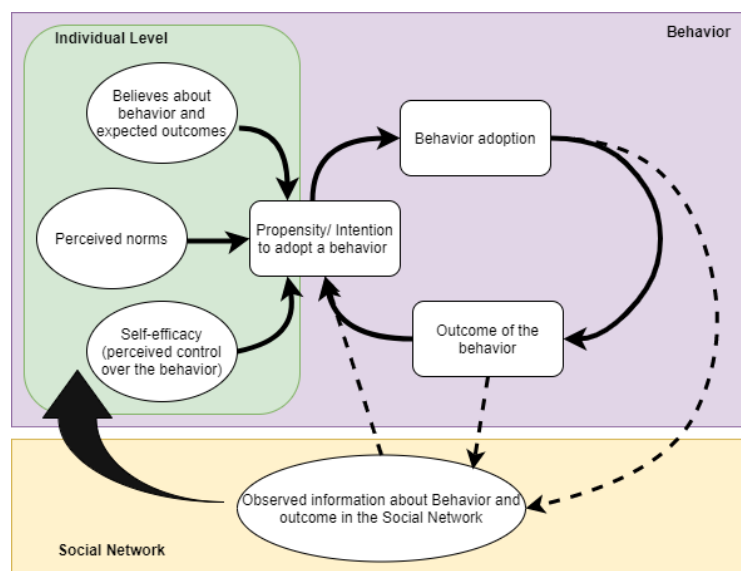 Individual Level
Behavior
Believes about
behavior and
expected outcomes
Behavior adoption
Perceived norms
Propensity/ Intention
to adopt a behavior
Self-efficacy
(perceived control
over the behavior)
Outcome of the
behavior
Observed information about Behavior and
outcome in the Social Network
Social Network